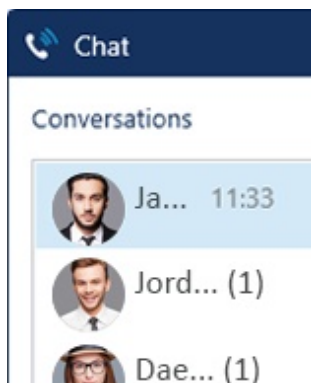 Chat
Conversations
Ja... 11:33
Jord... (1)
Dae... (1)